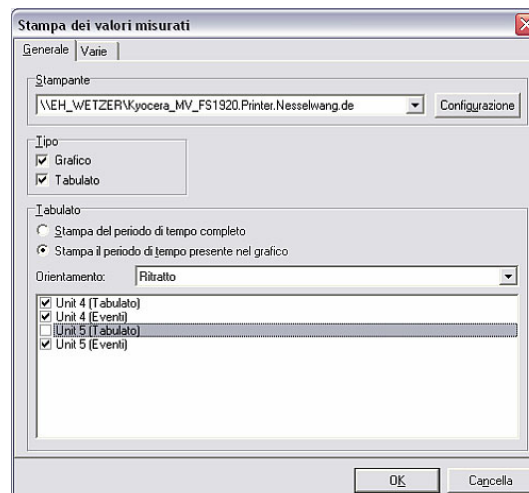 Stampa dei valori misurati
Generale Varie
Stampante
\\EH_WETZER\Kyocera_MV_FS1920.Printer.Nesselwang.de Configurazione
Tipo
Grafico
Tabulato
Tabulato
Stampa del periodo di tempo completo
Stampa il periodo di tempo presente nel grafico
Orientamento: Ritratto
Unit 4 (Tabulato)
Unit 4 (Eventi)
Unit 5 (Tabulato)
Unit 5 (Eventi)
OK Cancella